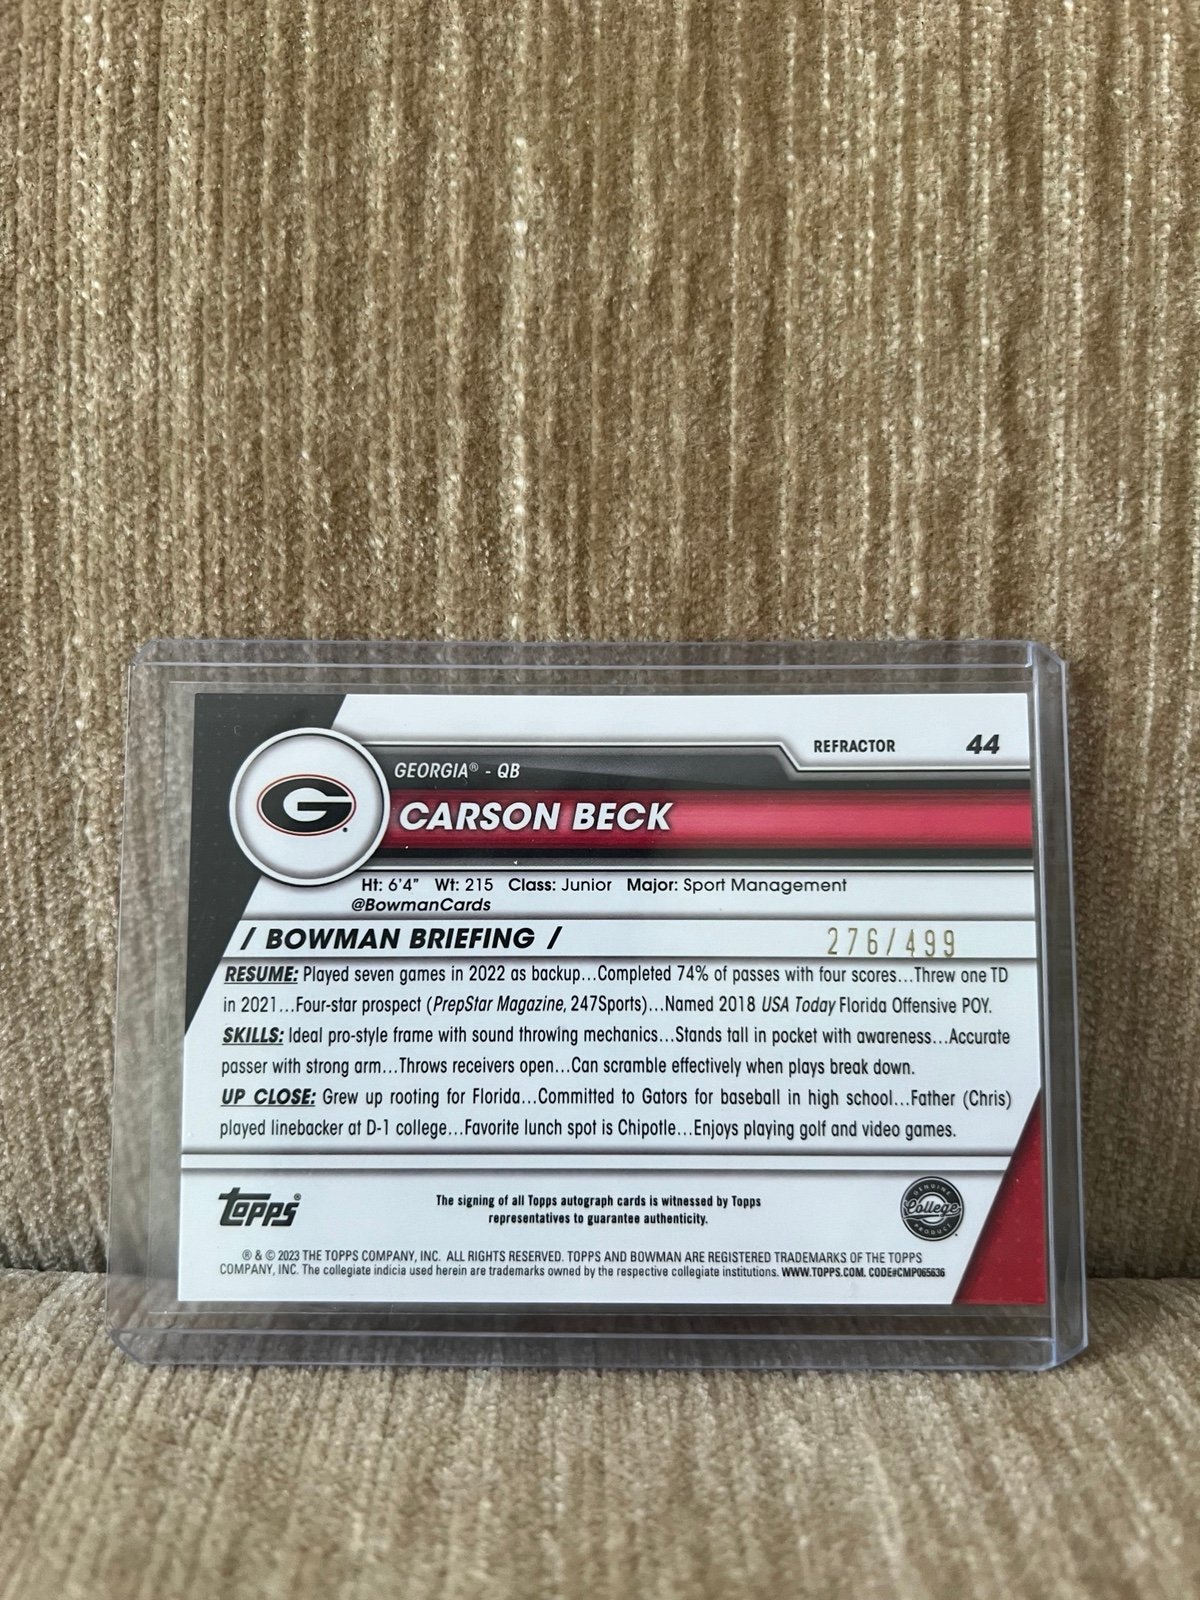 REFRACTOR 44
GEORGIA® - QB
G
CARSON BECK
Ht: 6'4" Wt: 215 Class: Junior Major: Sport Management
@BowmanCards
/ BOWMAN BRIEFING / 276/499
RESUME: Played seven games in 2022 as backup...Completed 74% of passes with four scores...Threw one TD
in 2021...Four-star prospect (PrepStar Magazine, 247Sports)...Named 2018 USA Today Florida Offensive POY.
SKILLS: Ideal pro-style frame with sound throwing mechanics...Stands tall in pocket with awareness...Accurate
passer with strong arm...Throws receivers open...Can scramble effectively when plays break down.
UP CLOSE: Grew up rooting for Florida...Committed to Gators for baseball in high school...Father (Chris)
played linebacker at D-1 college...Favorite lunch spot is Chipotle...Enjoys playing golf and video games.
topps®
The signing of all Topps autograph cards is witnessed by Topps
representatives to guarantee authenticity.
GENUINE
College
PRODUCT
® & © 2023 THE TOPPS COMPANY, INC. ALL RIGHTS RESERVED. TOPPS AND BOWMAN ARE REGISTERED TRADEMARKS OF THE TOPPS
COMPANY, INC. The collegiate indicia used herein are trademarks owned by the respective collegiate institutions. WWW.TOPPS.COM. CODE#CMP065636